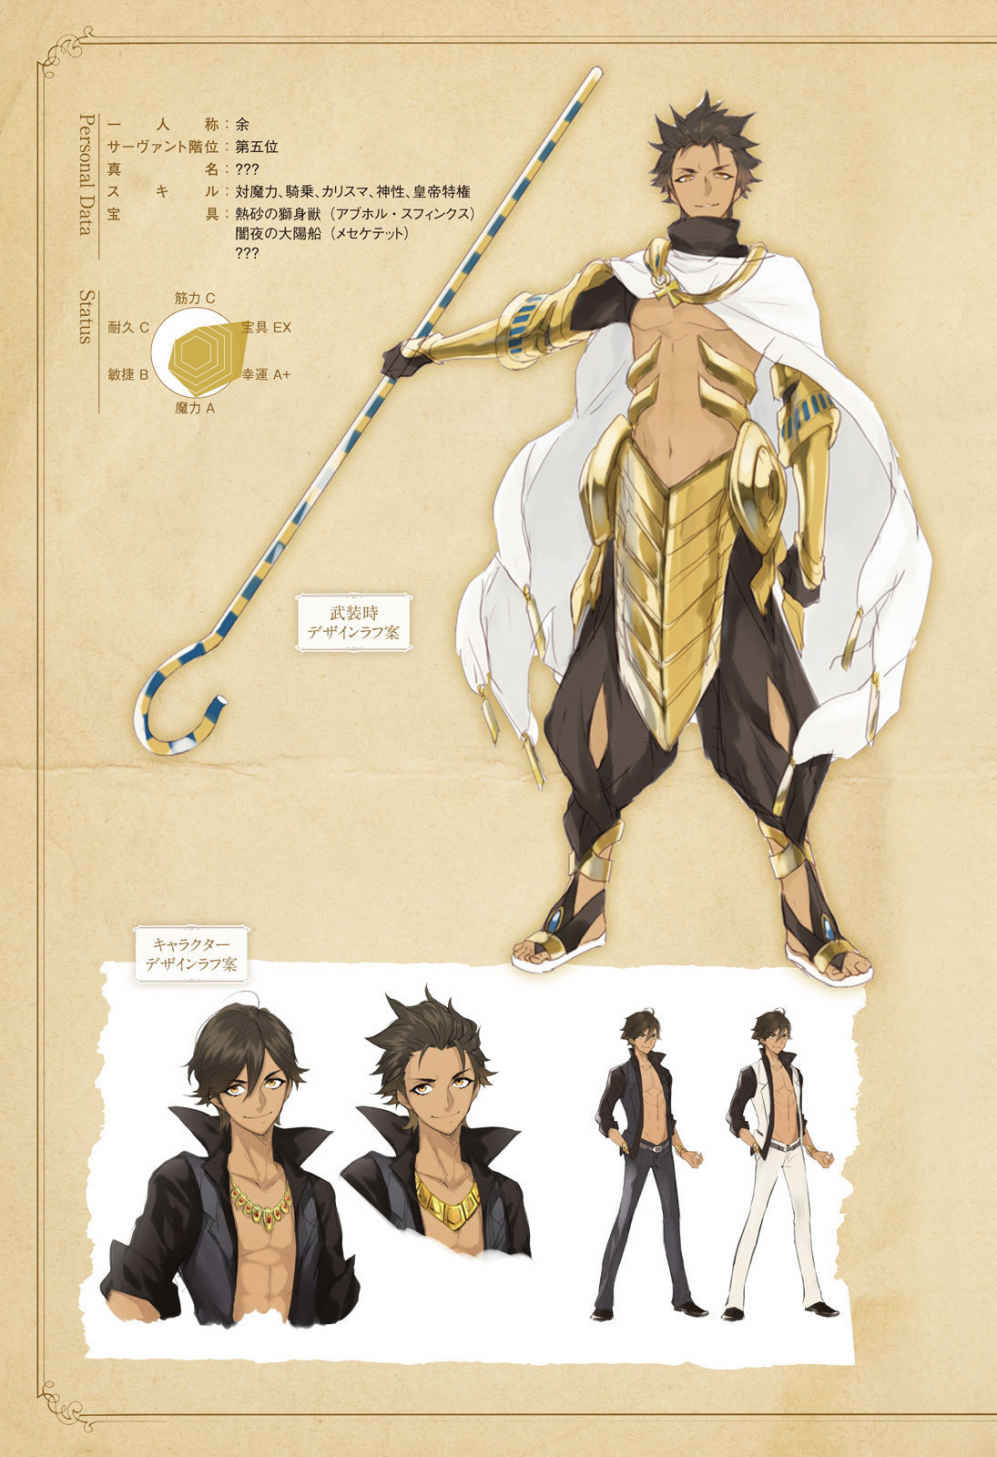 Personal Data
一人称：余
サーヴァント階位：第五位
真名：???
スキル：対魔力、騎乗、カリスマ、神性、皇帝特権
宝具：熱砂の獅身獣（アブホル・スフィンクス）
闇夜の太陽船（メセケテット）
???
Status
筋力 C
耐久 C
宝具 EX
敏捷 B
幸運 A+
魔力 A
武装時
デザインラフ案
キャラクター
デザインラフ案